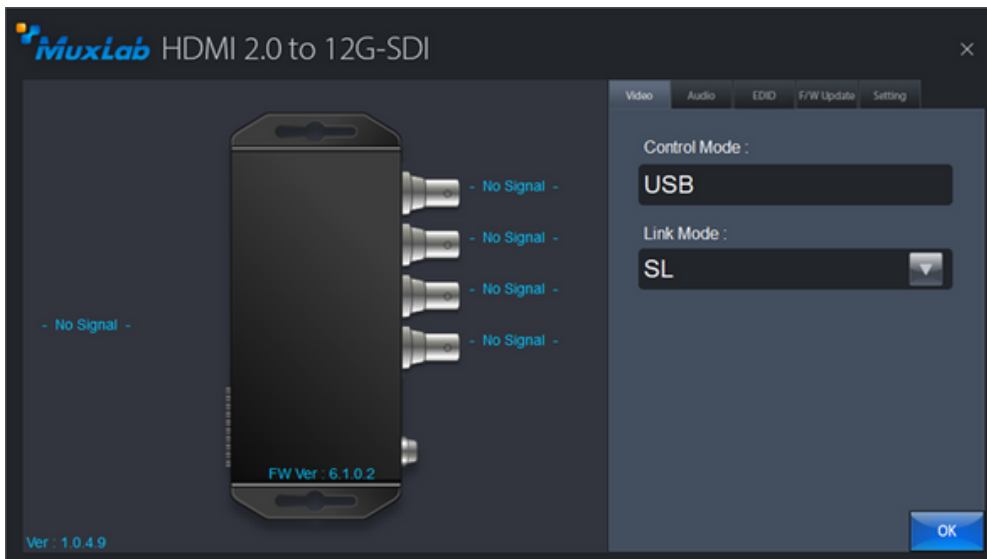 MuxLab HDMI 2.0 to 12G-SDI
×
Video Audio EDID F/W Update Setting
Control Mode :
USB
Link Mode :
SL
- No Signal -
- No Signal -
- No Signal -
- No Signal -
- No Signal -
FW Ver : 6.1.0.2
Ver : 1.0.4.9
OK